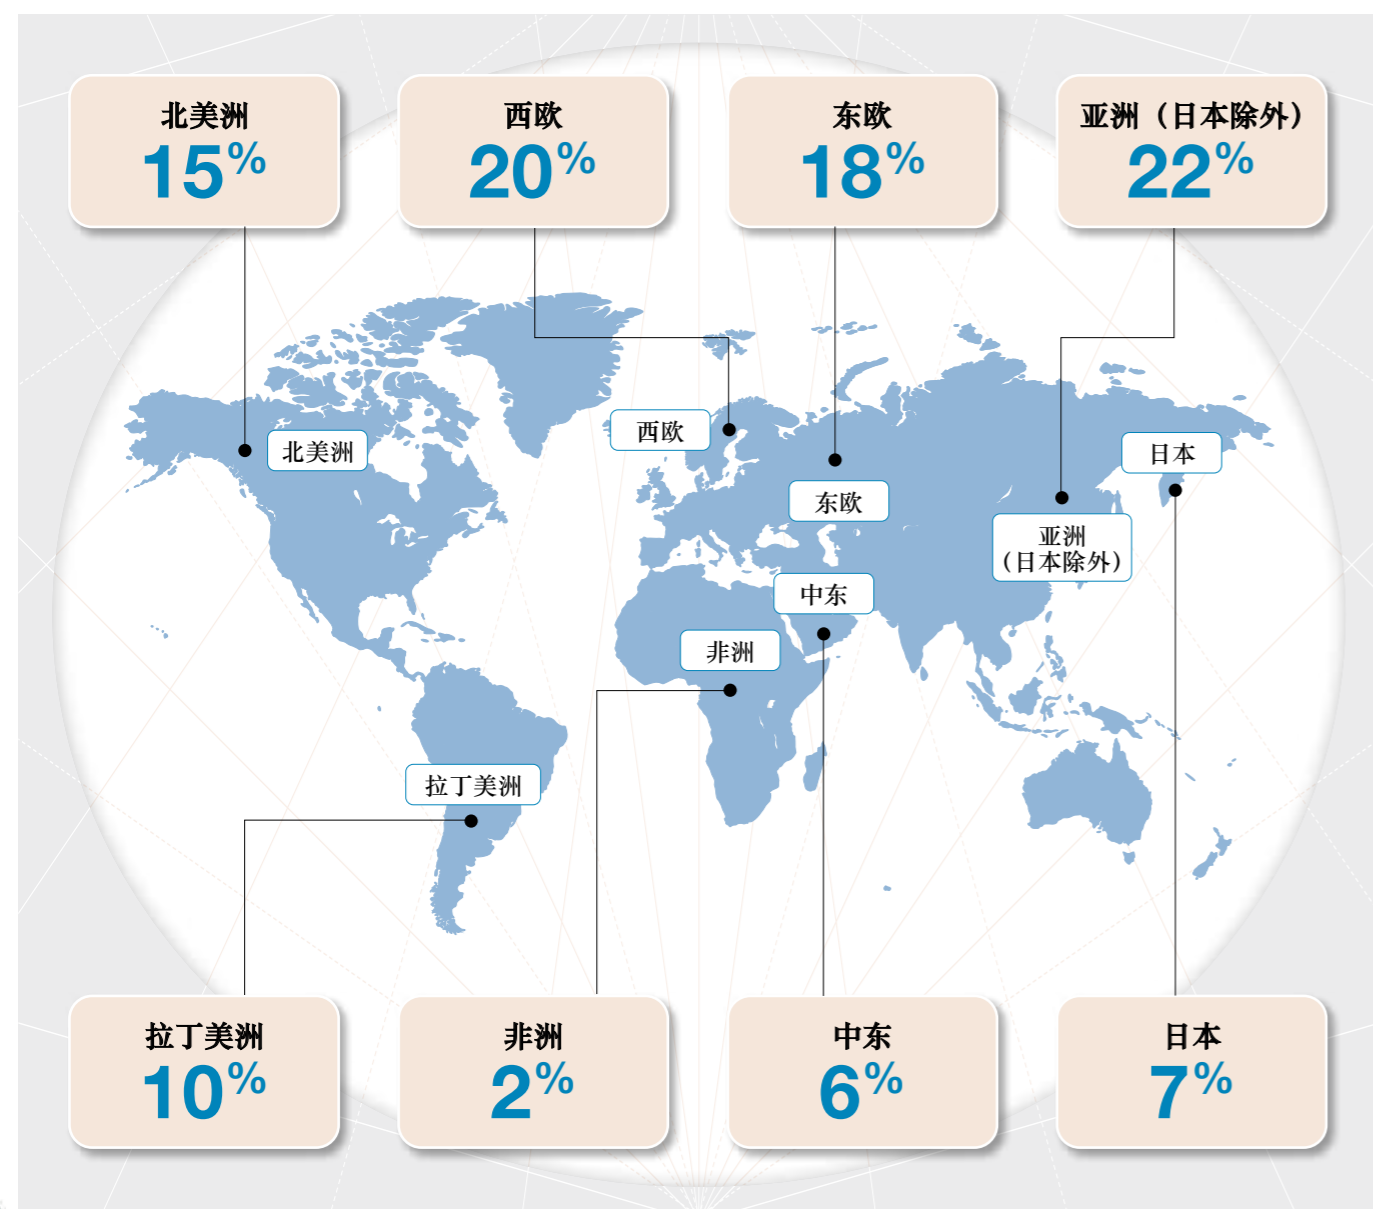 北美洲
15%
西欧
20%
东欧
18%
亚洲（日本除外）
22%
北美洲
西欧
东欧
日本
亚洲
（日本除外）
中东
非洲
拉丁美洲
拉丁美洲
10%
非洲
2%
中东
6%
日本
7%